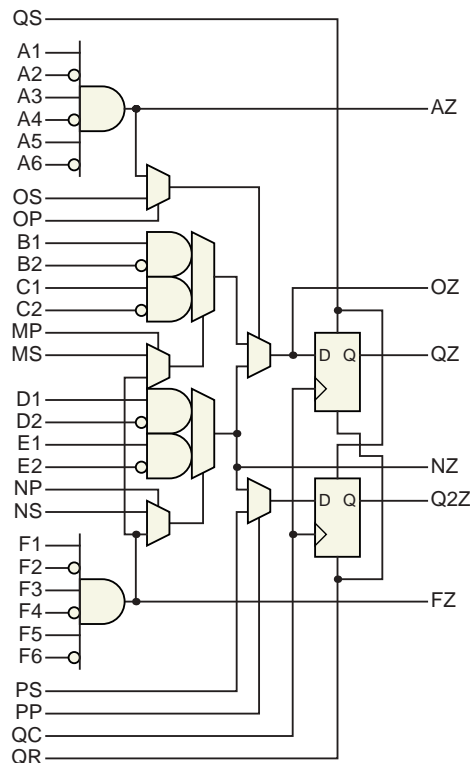 QS
A1
A2
A3
A4
A5
A6
AZ
OS
OP
B1
B2
C1
C2
OZ
MP
MS
D Q
QZ
D1
D2
E1
E2
NZ
NP
NS
D Q
Q2Z
F1
F2
F3
F4
F5
F6
FZ
PS
PP
QC
QR